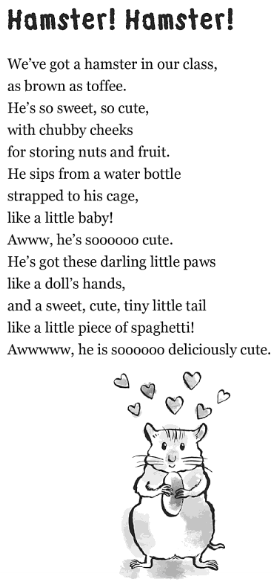 Hamster! Hamster!
We've got a hamster in our class,
as brown as toffee.
He's so sweet, so cute,
with chubby cheeks
for storing nuts and fruit.
He sips from a water bottle
strapped to his cage,
like a little baby!
Awww, he's soooooo cute.
He's got these darling little paws
like a doll's hands,
and a sweet, cute, tiny little tail
like a little piece of spaghetti!
Awwwww, he is soooooo deliciously cute.